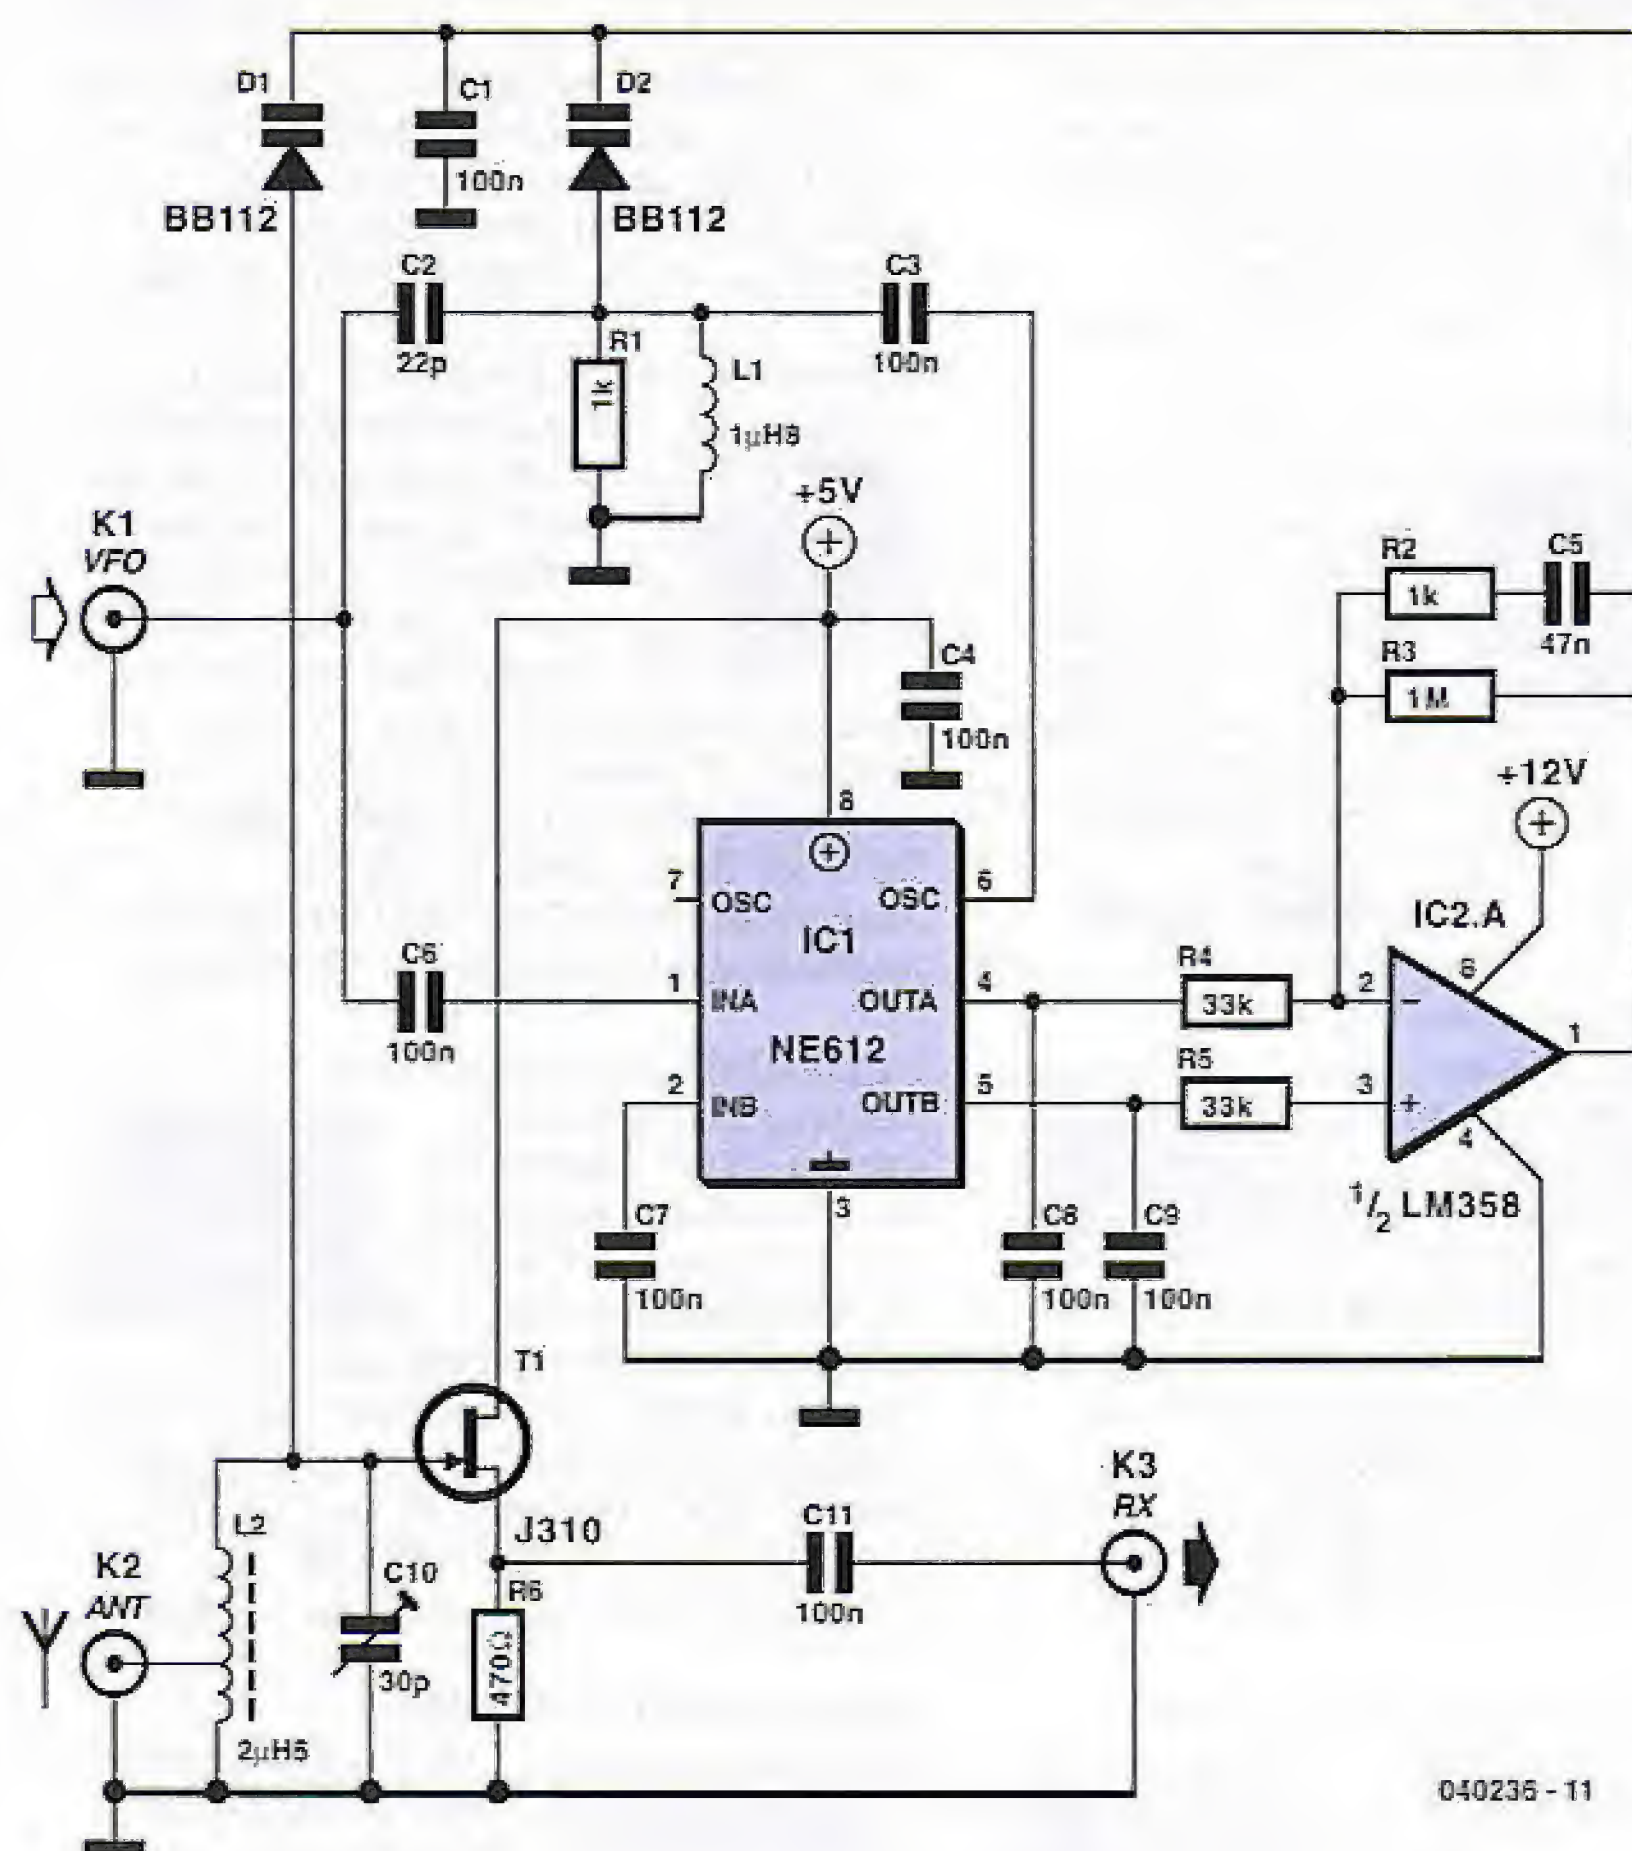 D1
C1
D2
100n
BB112
BB112
C2
C3
22p
R1
1k
100n
L1
1µH8
+5V
K1
VFO
R2
C5
1k
47n
R3
1M
C4
100n
+12V
8
7
OSC
OSC
6
IC1
IC2.A
C6
R4
8
1
INA
OUTA
4
33k
2
−
100n
NE612
1
R5
2
INB
OUTB
5
33k
3
+
4
C7
3
C8
C9
1/2 LM358
100n
100n
100n
T1
K3
RX
L2
J310
C11
K2
ANT
C10
R6
100n
470Ω
30p
2µH5
040236 - 11